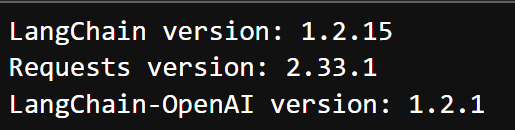 LangChain version: 1.2.15
Requests version: 2.33.1
LangChain-OpenAI version: 1.2.1